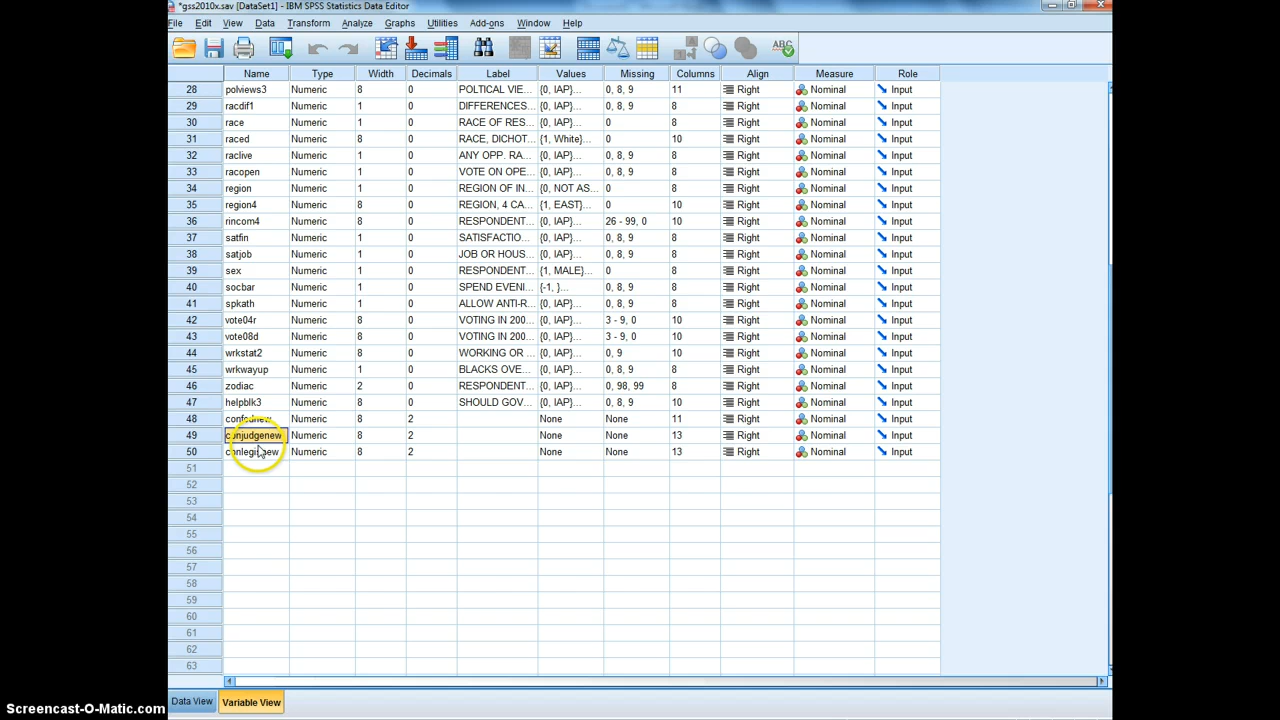 *gss2010x.sav [DataSet1] - IBM SPSS Statistics Data Editor
File Edit View Data Transform Analyze Graphs Utilities Add-ons Window Help
Name Type Width Decimals Label Values Missing Columns Align Measure Role
28 polviews3 Numeric 8 0 POLTICAL VIE... {0, IAP}... 0, 8, 9 11 Right Nominal Input
29 racdif1 Numeric 1 0 DIFFERENCES... {0, IAP}... 0, 8, 9 8 Right Nominal Input
30 race Numeric 1 0 RACE OF RES... {0, IAP}... 0 8 Right Nominal Input
31 raced Numeric 8 0 RACE, DICHOT... {1, White}... 0 10 Right Nominal Input
32 raclive Numeric 1 0 ANY OPP. RA... {0, IAP}... 0, 8, 9 8 Right Nominal Input
33 racopen Numeric 1 0 VOTE ON OPE... {0, IAP}... 0, 8, 9 8 Right Nominal Input
34 region Numeric 1 0 REGION OF IN... {0, NOT AS... 0 8 Right Nominal Input
35 region4 Numeric 8 0 REGION, 4 CA... {1, EAST}... 0 10 Right Nominal Input
36 rincom4 Numeric 8 0 RESPONDENT... {0, IAP}... 26 - 99, 0 10 Right Nominal Input
37 satfin Numeric 1 0 SATISFACTIO... {0, IAP}... 0, 8, 9 8 Right Nominal Input
38 satjob Numeric 1 0 JOB OR HOUS... {0, IAP}... 0, 8, 9 8 Right Nominal Input
39 sex Numeric 1 0 RESPONDENT... {1, MALE}... 0 8 Right Nominal Input
40 socbar Numeric 1 0 SPEND EVENI... {-1, }... 0, 8, 9 8 Right Nominal Input
41 spkath Numeric 1 0 ALLOW ANTI-R... {0, IAP}... 0, 8, 9 8 Right Nominal Input
42 vote04r Numeric 8 0 VOTING IN 200... {0, IAP}... 3 - 9, 0 10 Right Nominal Input
43 vote08d Numeric 8 0 VOTING IN 200... {0, IAP}... 3 - 9, 0 10 Right Nominal Input
44 wrkstat2 Numeric 8 0 WORKING OR ... {0, IAP}... 0, 9 10 Right Nominal Input
45 wrkwayup Numeric 1 0 BLACKS OVE... {0, IAP}... 0, 8, 9 8 Right Nominal Input
46 zodiac Numeric 2 0 RESPONDENT... {0, IAP}... 0, 98, 99 8 Right Nominal Input
47 helpblk3 Numeric 8 0 SHOULD GOV... {0, IAP}... 0, 8, 9 10 Right Nominal Input
48 Numeric 8 2 None None 11 Right Nominal Input
49 conjudgenew Numeric 8 2 None None 13 Right Nominal Input
50 Numeric 8 2 None None 13 Right Nominal Input
51
52
53
54
55
56
57
58
59
60
61
62
63
Data View Variable View
Screencast-O-Matic.com